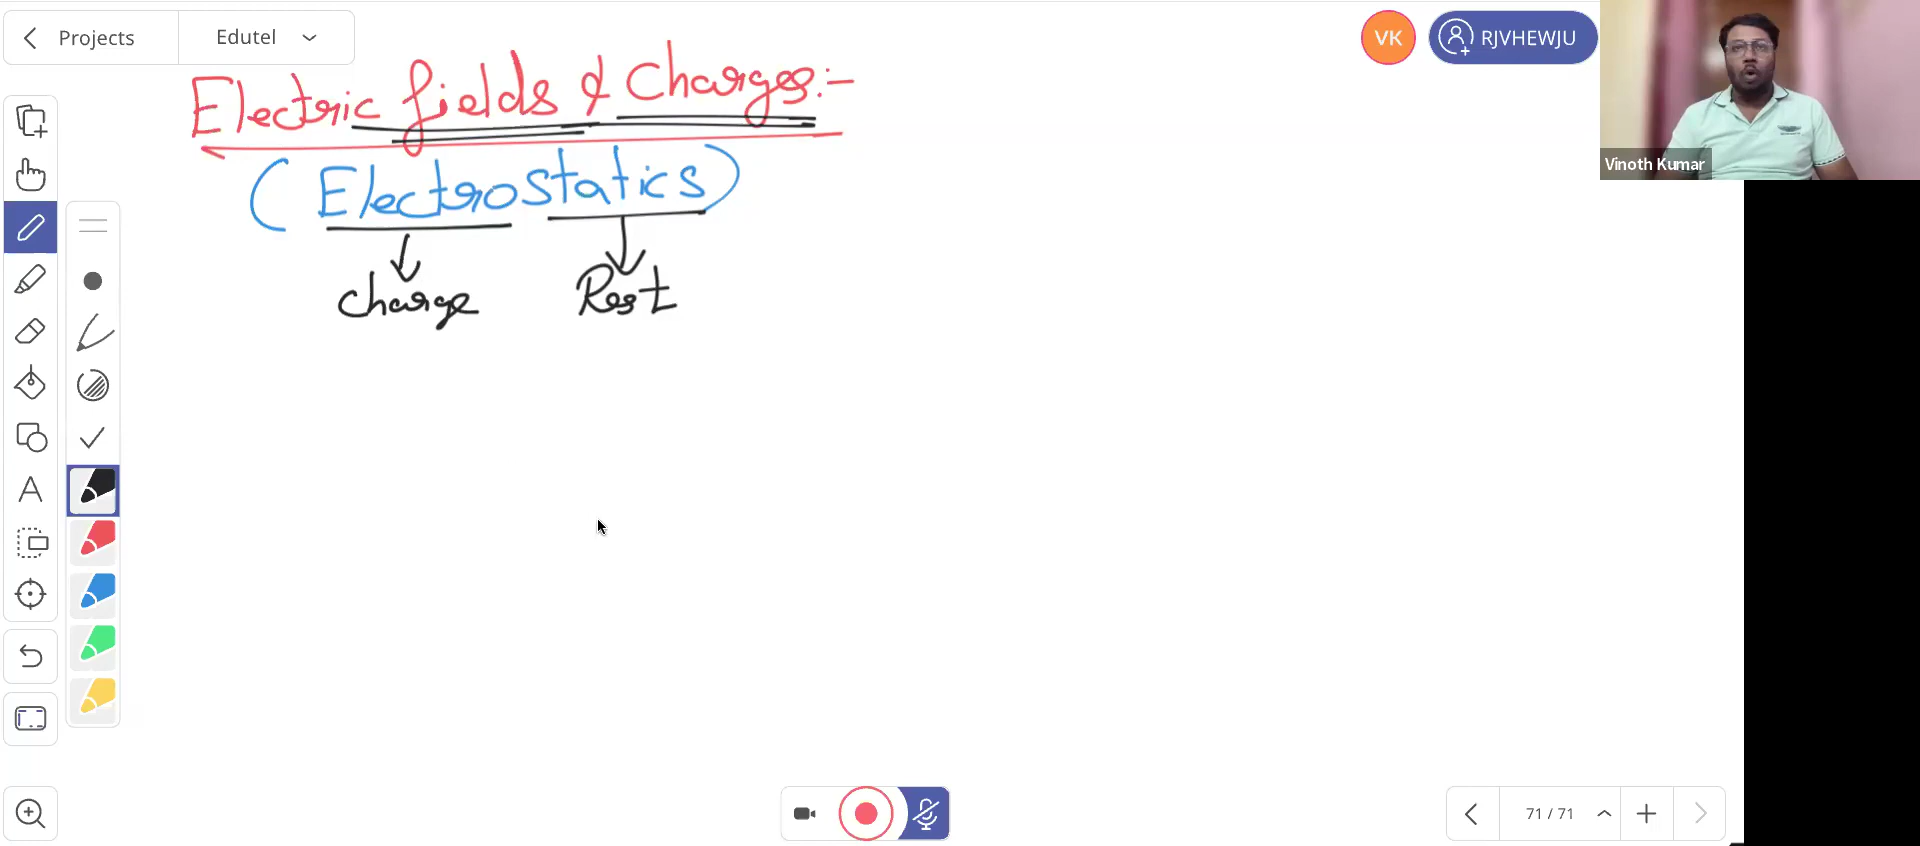 Projects
Edutel
VK
RJVHEWJU
Vinoth Kumar
Electric fields & Charges:-
(Electrostatics)
charge
Rest
A
71 / 71